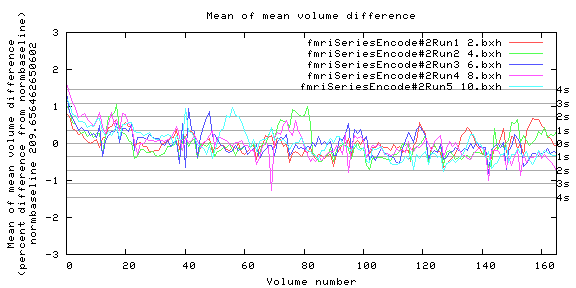 Mean of mean volume difference
Mean of mean volume difference
(percent difference from normbaseline)
normbaseline 209.656462650602
3
2
1
0
-1
-2
-3
fmriSeriesEncode#2Run1 2.bxh
fmriSeriesEncode#2Run2 4.bxh
fmriSeriesEncode#2Run3 6.bxh
fmriSeriesEncode#2Run4 8.bxh
fmriSeriesEncode#2Run5 10.bxh
4s
3s
2s
1s
0s
1s
2s
3s
4s
0 20 40 60 80 100 120 140 160
Volume number